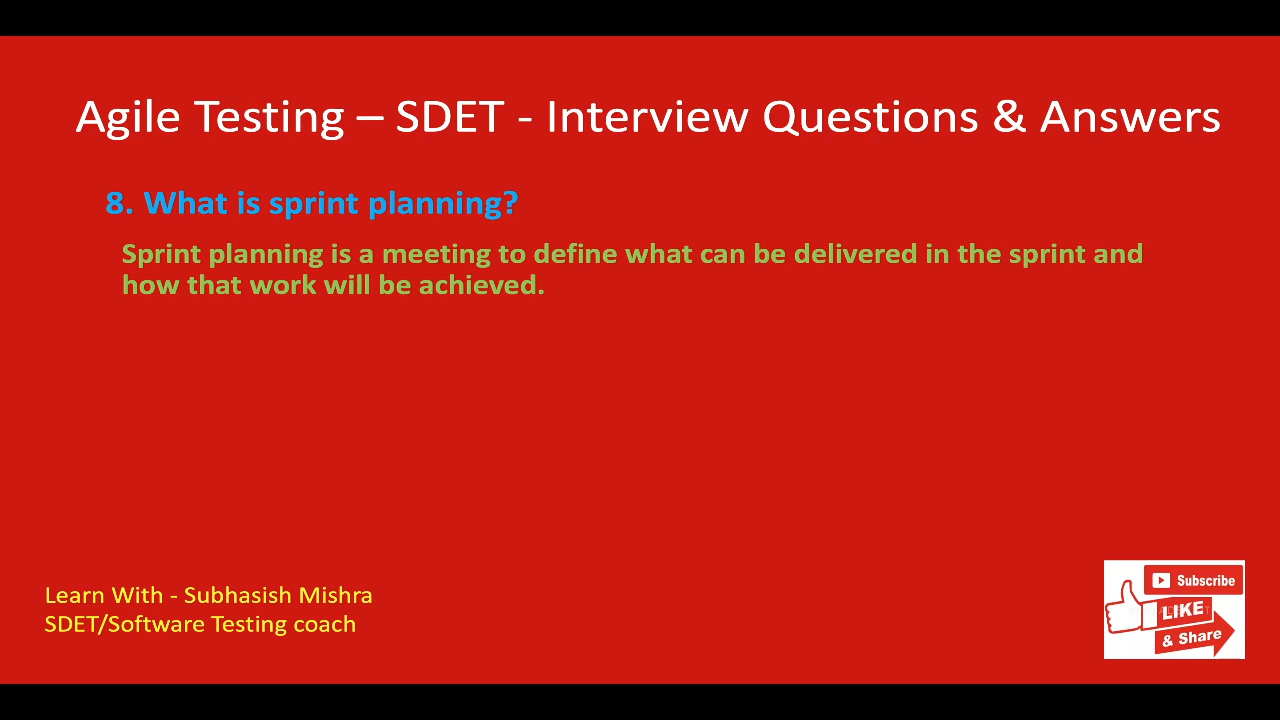 Agile Testing – SDET - Interview Questions & Answers
8. What is sprint planning?
Sprint planning is a meeting to define what can be delivered in the sprint and
how that work will be achieved.
Learn With - Subhasish Mishra
SDET/Software Testing coach
Subscribe
LIKE
& Share